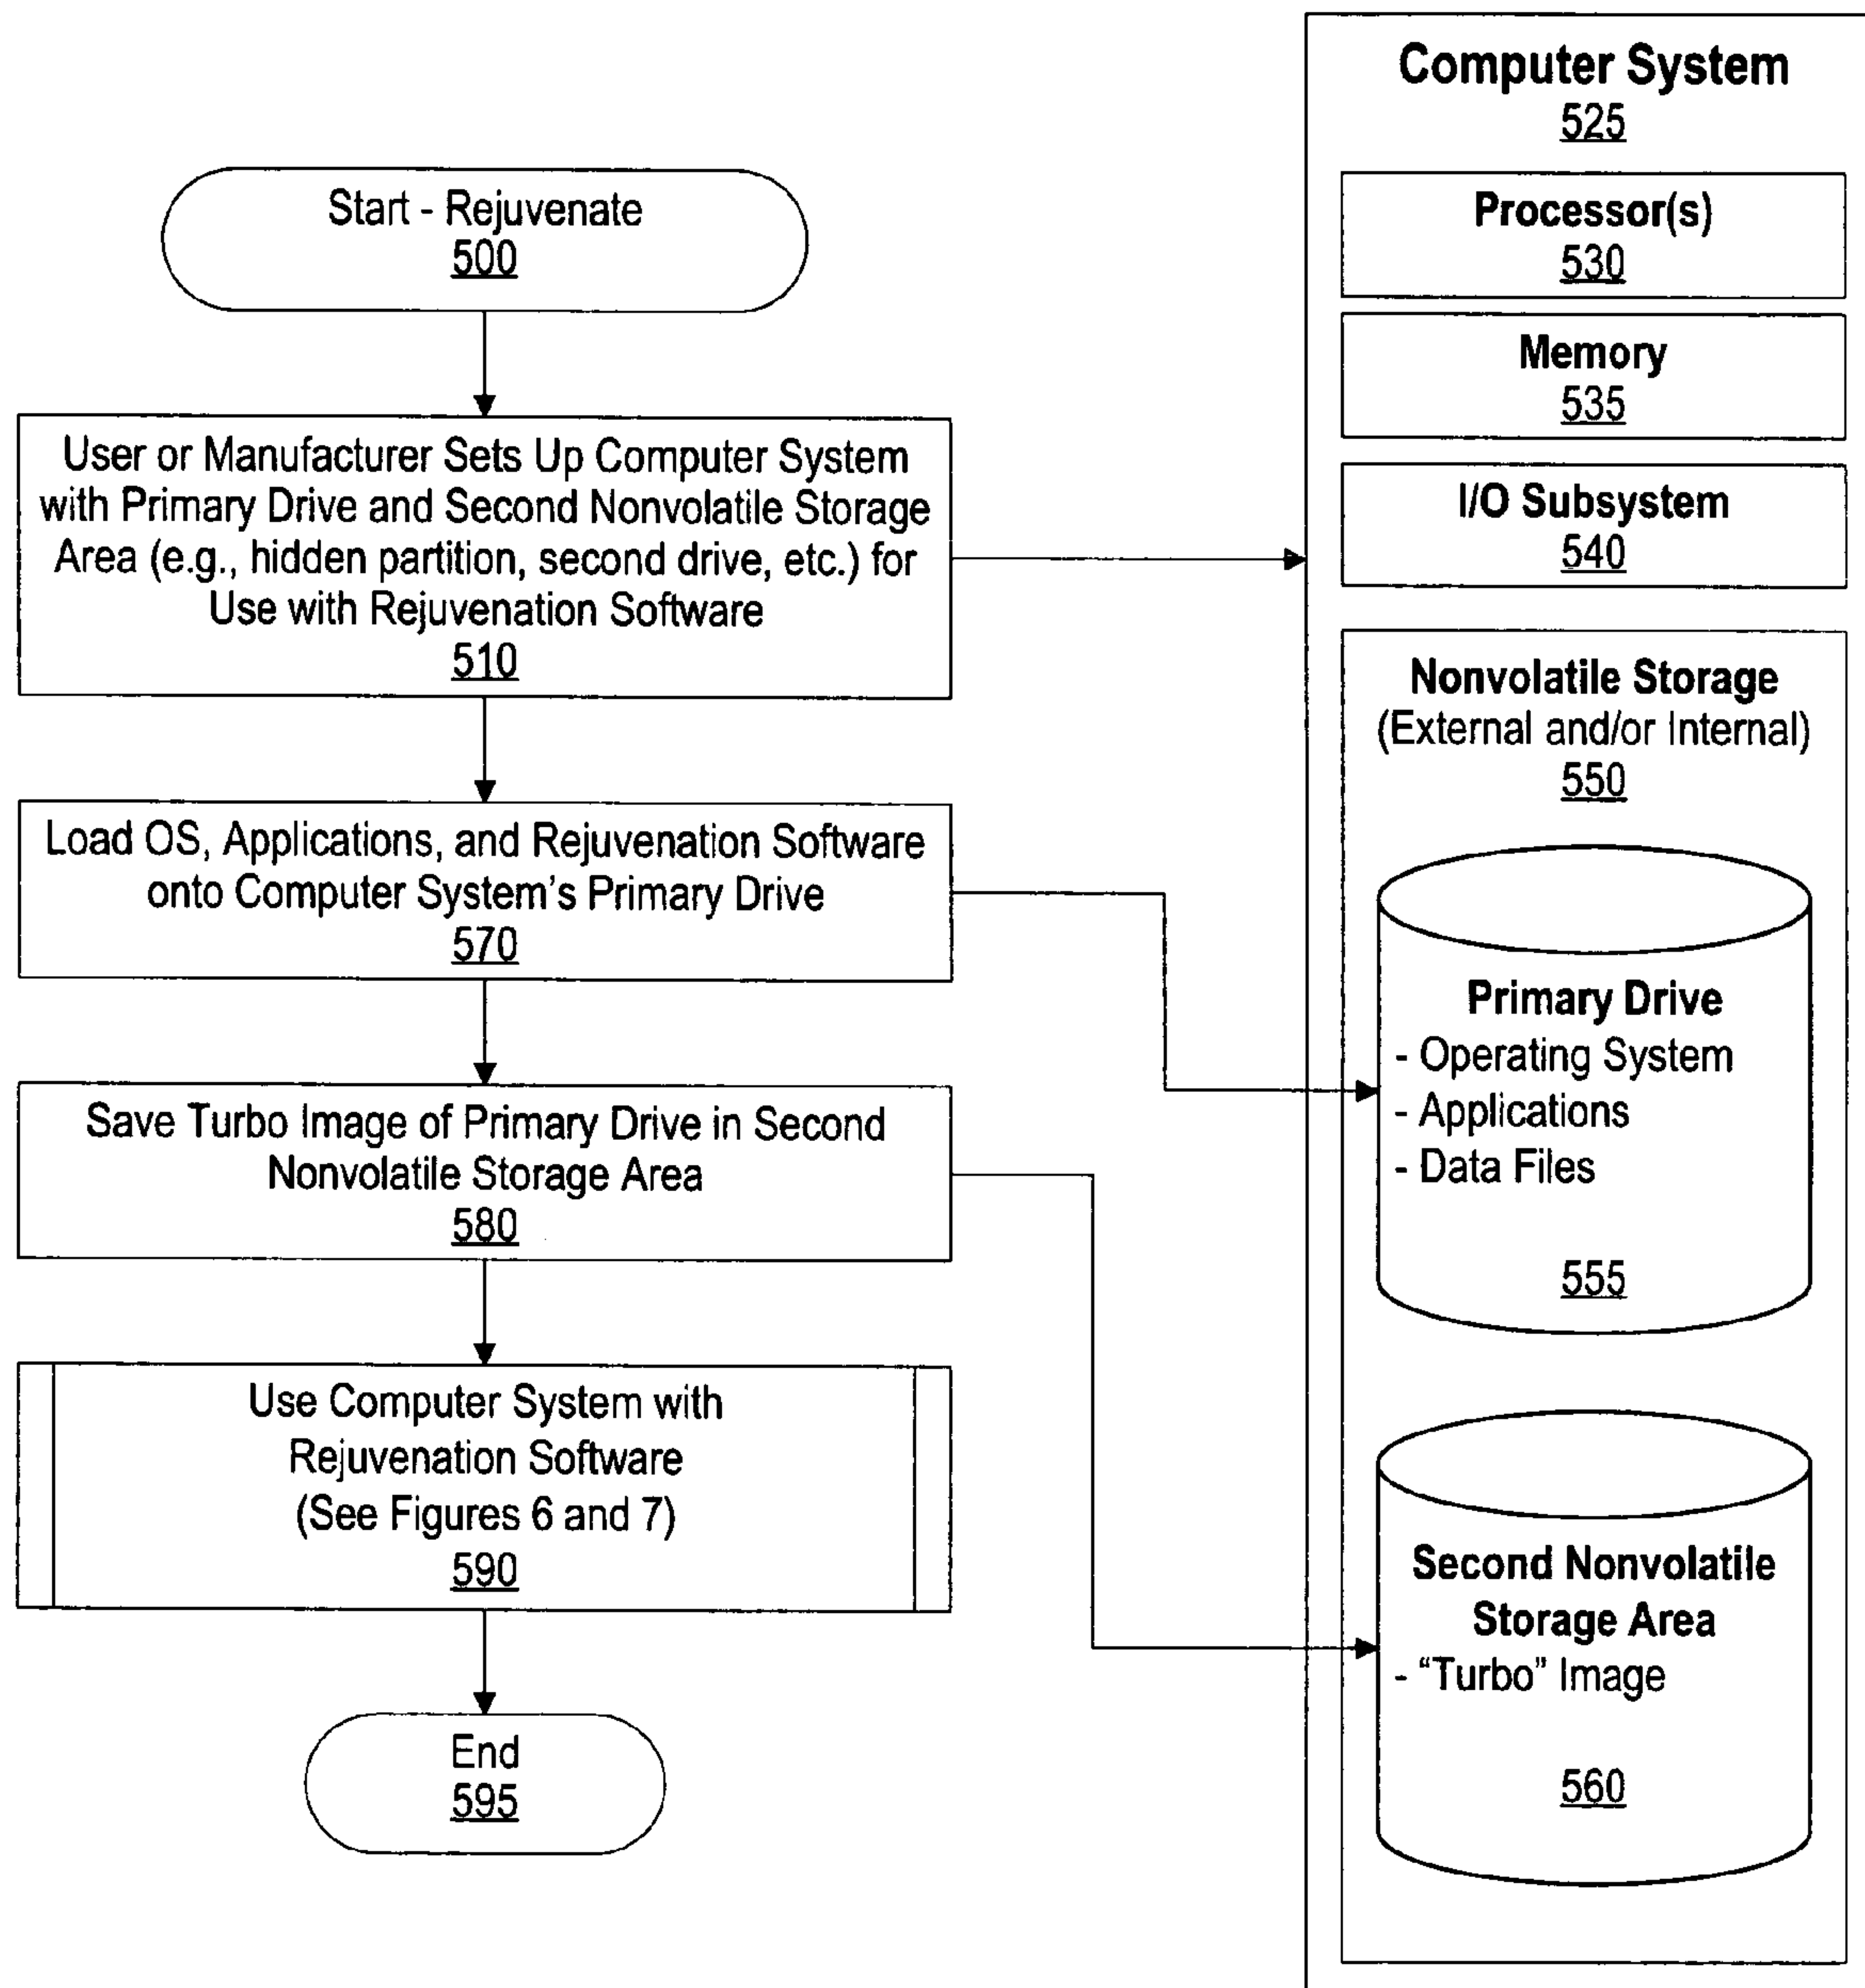 Start - Rejuvenate
500
User or Manufacturer Sets Up Computer System
with Primary Drive and Second Nonvolatile Storage
Area (e.g., hidden partition, second drive, etc.) for
Use with Rejuvenation Software
510
Load OS, Applications, and Rejuvenation Software
onto Computer System's Primary Drive
570
Save Turbo Image of Primary Drive in Second
Nonvolatile Storage Area
580
Use Computer System with
Rejuvenation Software
(See Figures 6 and 7)
590
End
595
Computer System
525
Processor(s)
530
Memory
535
I/O Subsystem
540
Nonvolatile Storage
(External and/or Internal)
550
Primary Drive
- Operating System
- Applications
- Data Files
555
Second Nonvolatile
Storage Area
- “Turbo” Image
560